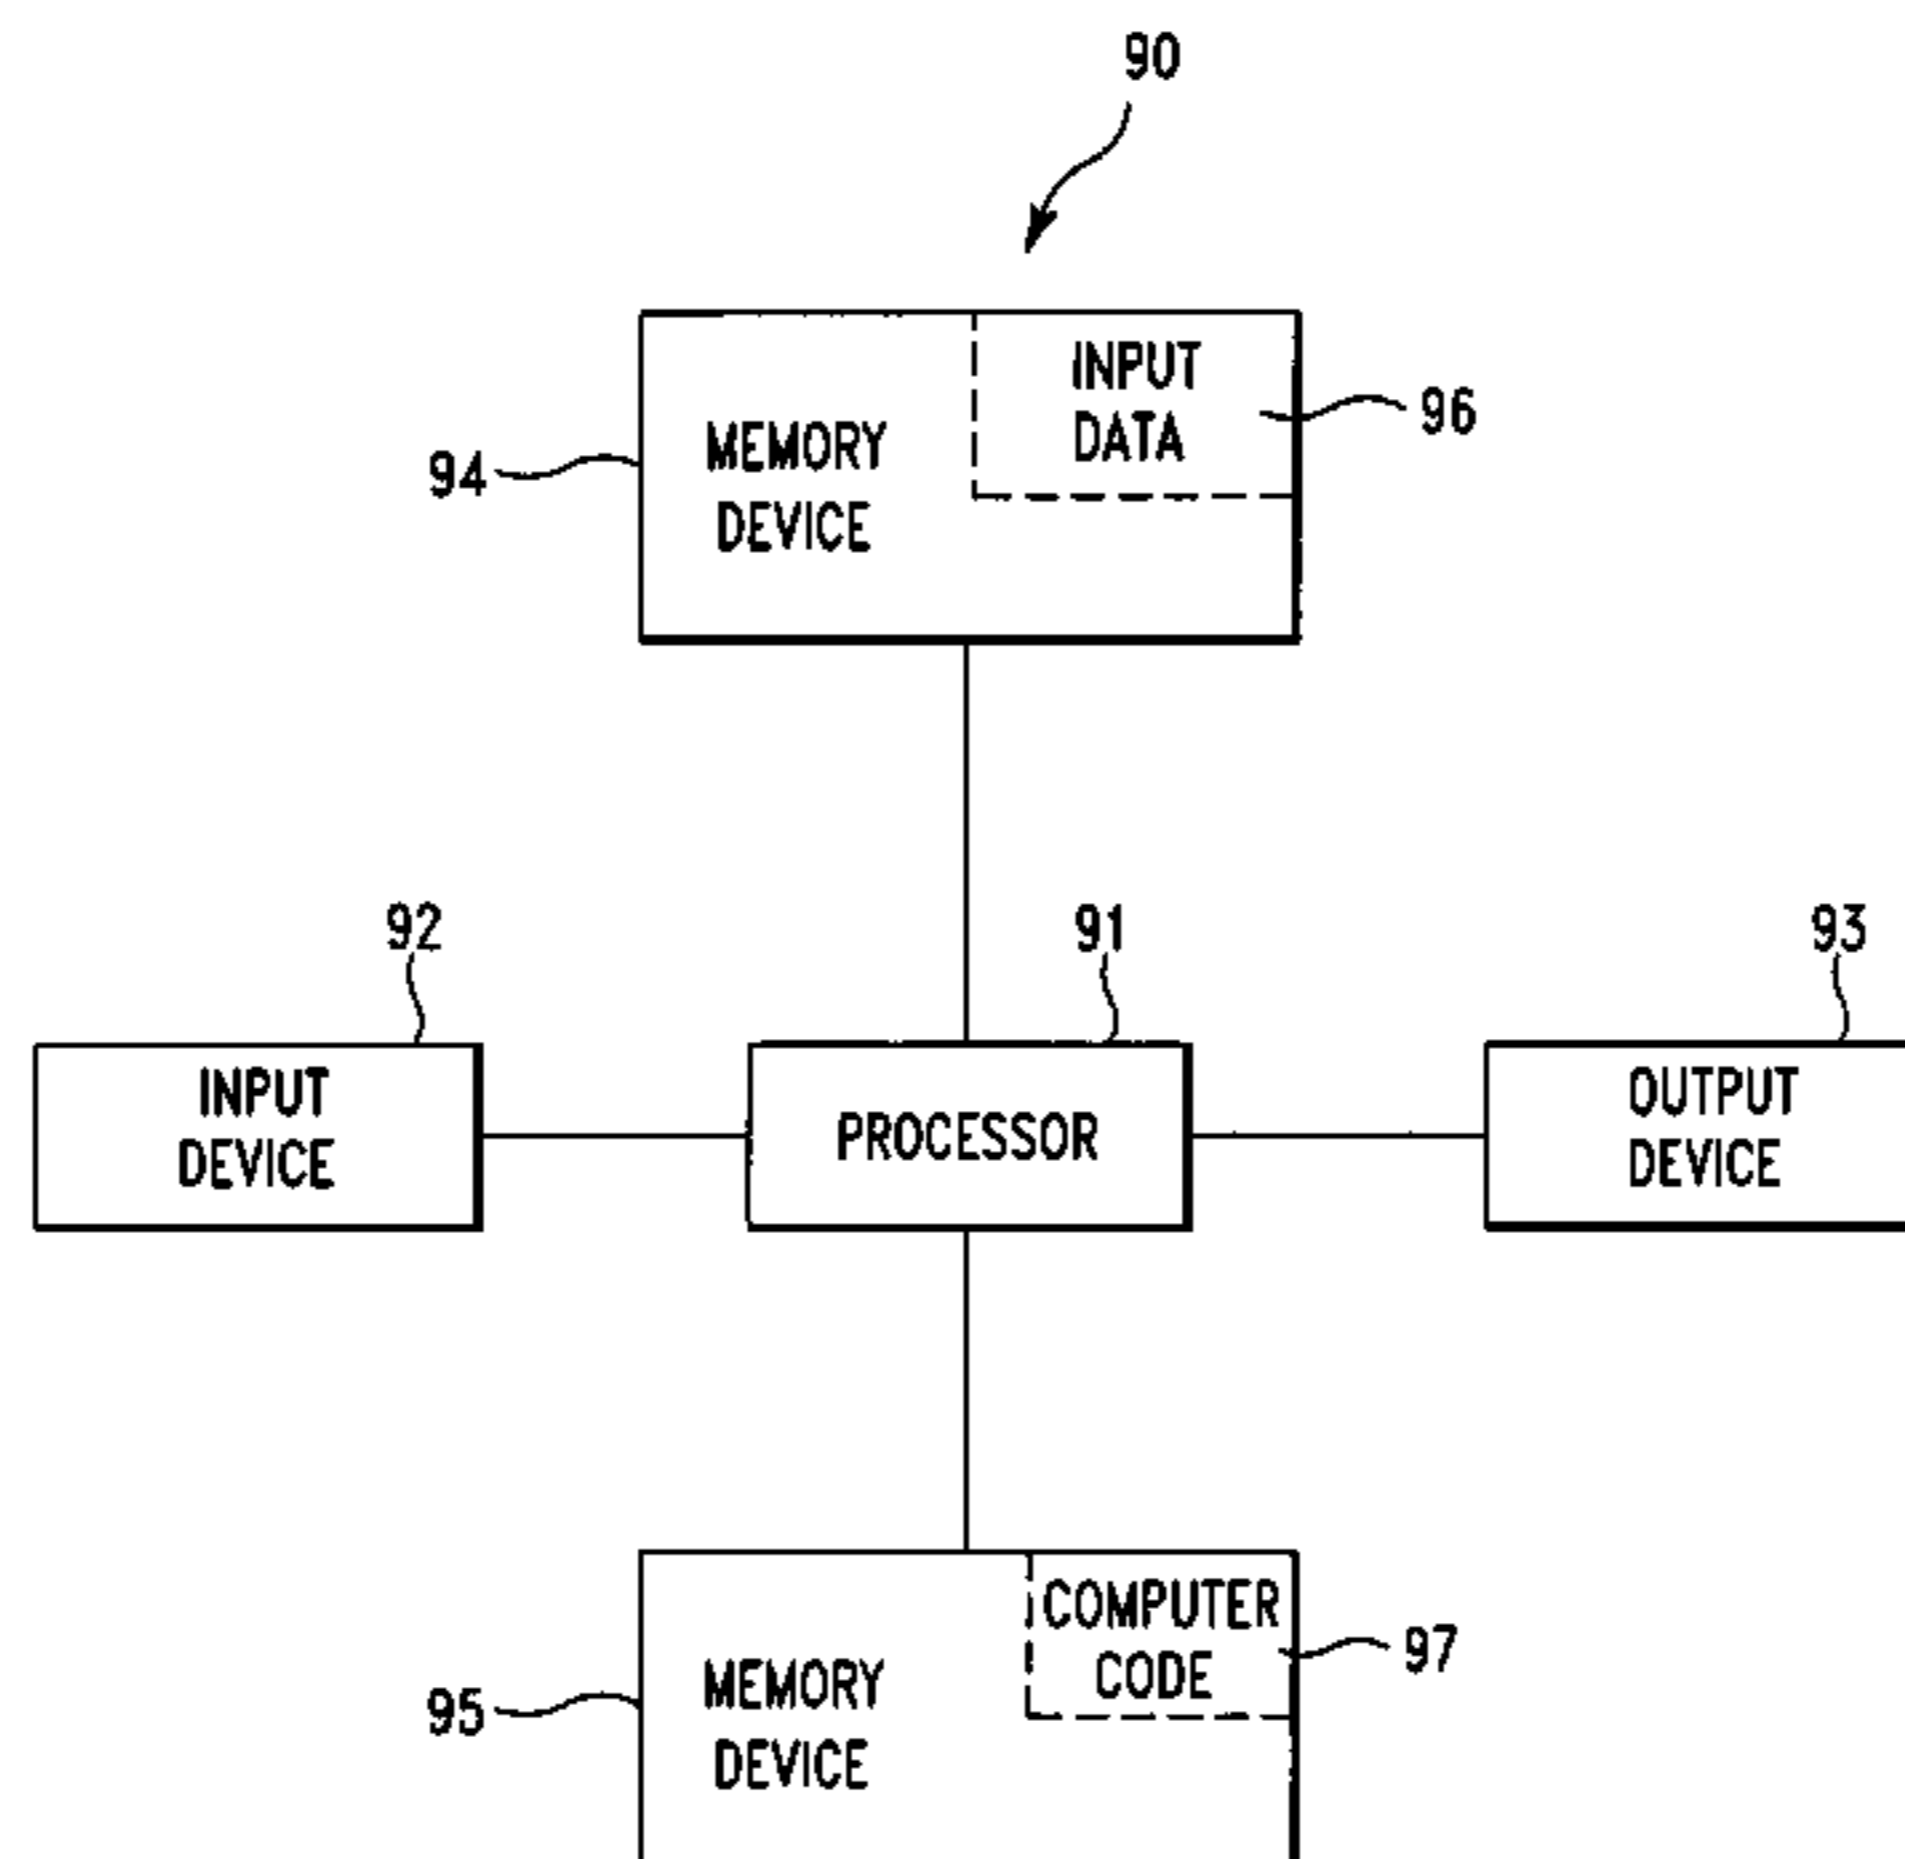 90
INPUT
DATA
96
94
MEMORY
DEVICE
92
91
93
INPUT
DEVICE
PROCESSOR
OUTPUT
DEVICE
COMPUTER
CODE
97
95
MEMORY
DEVICE